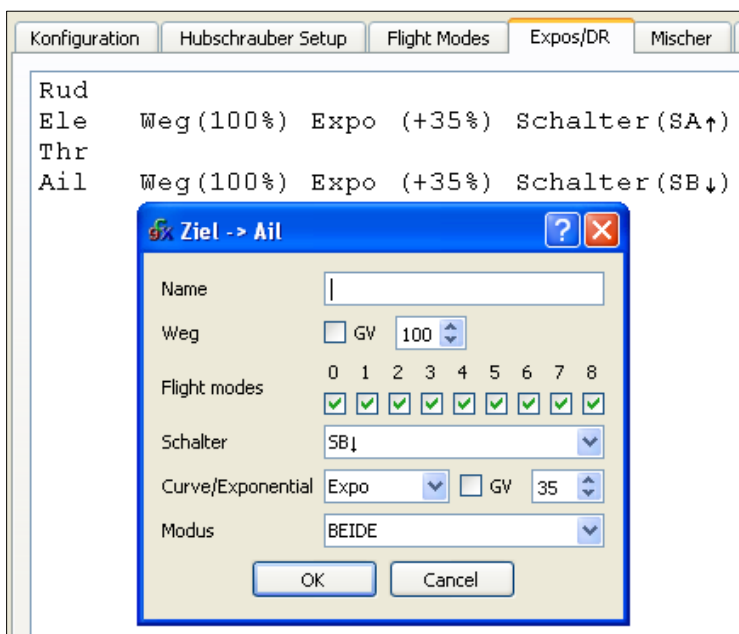 Konfiguration Hubschrauber Setup Flight Modes Expos/DR Mischer
Rud
Ele Weg(100%) Expo (+35%) Schalter(SA↑)
Thr
Ail Weg(100%) Expo (+35%) Schalter(SB↓)
Ziel -> Ail
Name
Weg GV 100
0 1 2 3 4 5 6 7 8
Flight modes
Schalter SB↓
Curve/Exponential Expo GV 35
Modus BEIDE
OK Cancel